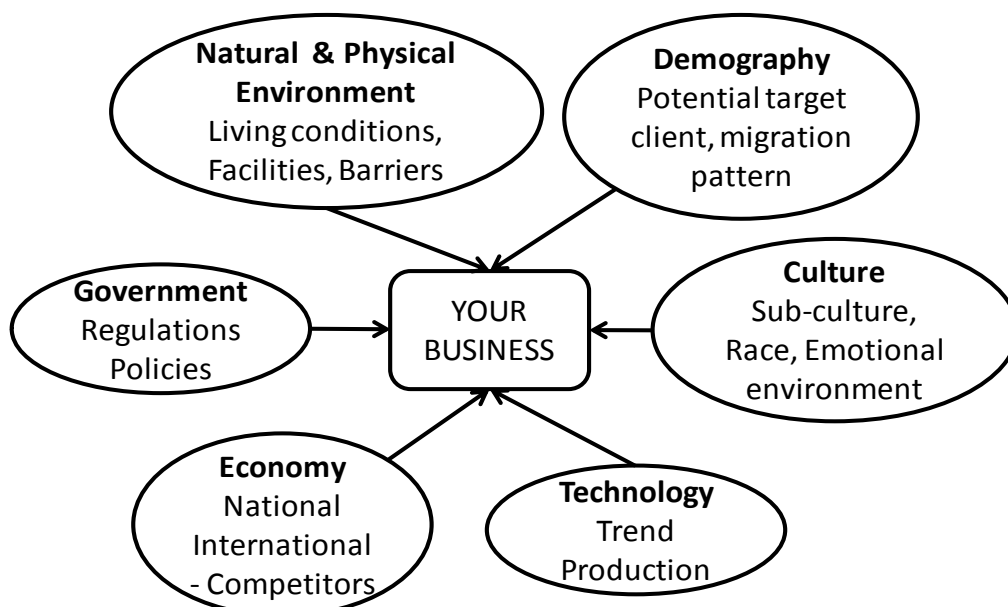 Natural & Physical
Environment
Living conditions,
Facilities, Barriers
Demography
Potential target
client, migration
pattern
Government
Regulations
Policies
YOUR
BUSINESS
Culture
Sub-culture,
Race, Emotional
environment
Economy
National
International
- Competitors
Technology
Trend
Production